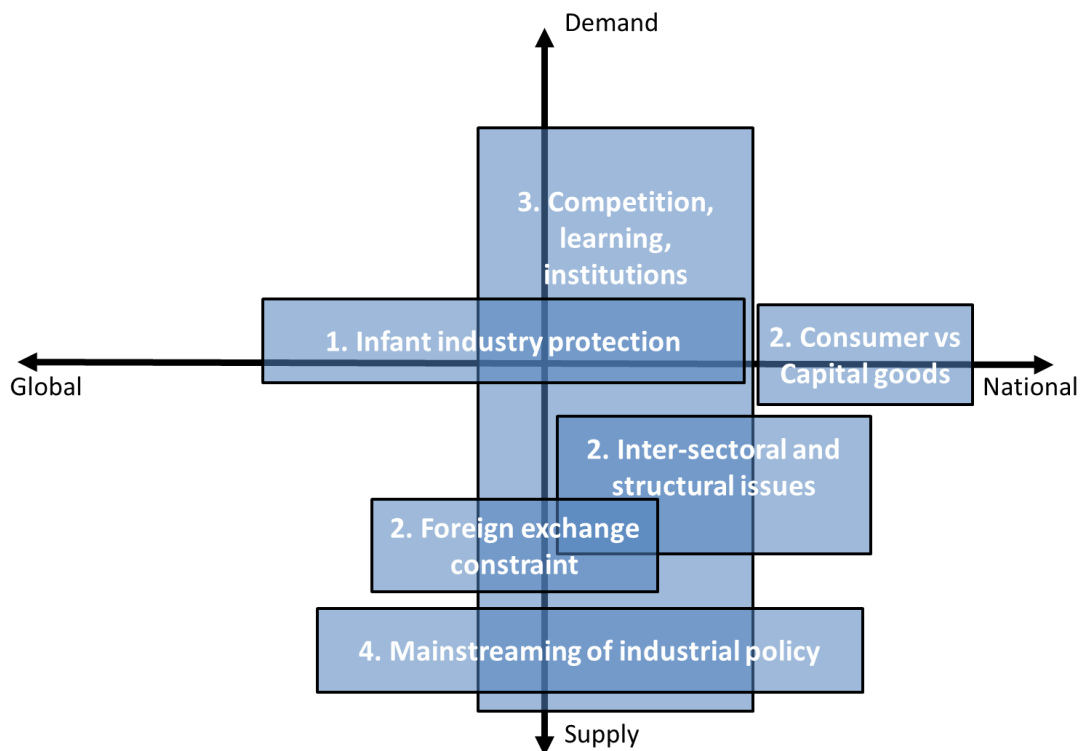 Demand
3. Competition,
learning,
institutions
1. Infant industry protection
2. Consumer vs
Capital goods
Global
National
2. Inter-sectoral and
structural issues
2. Foreign exchange
constraint
4. Mainstreaming of industrial policy
Supply